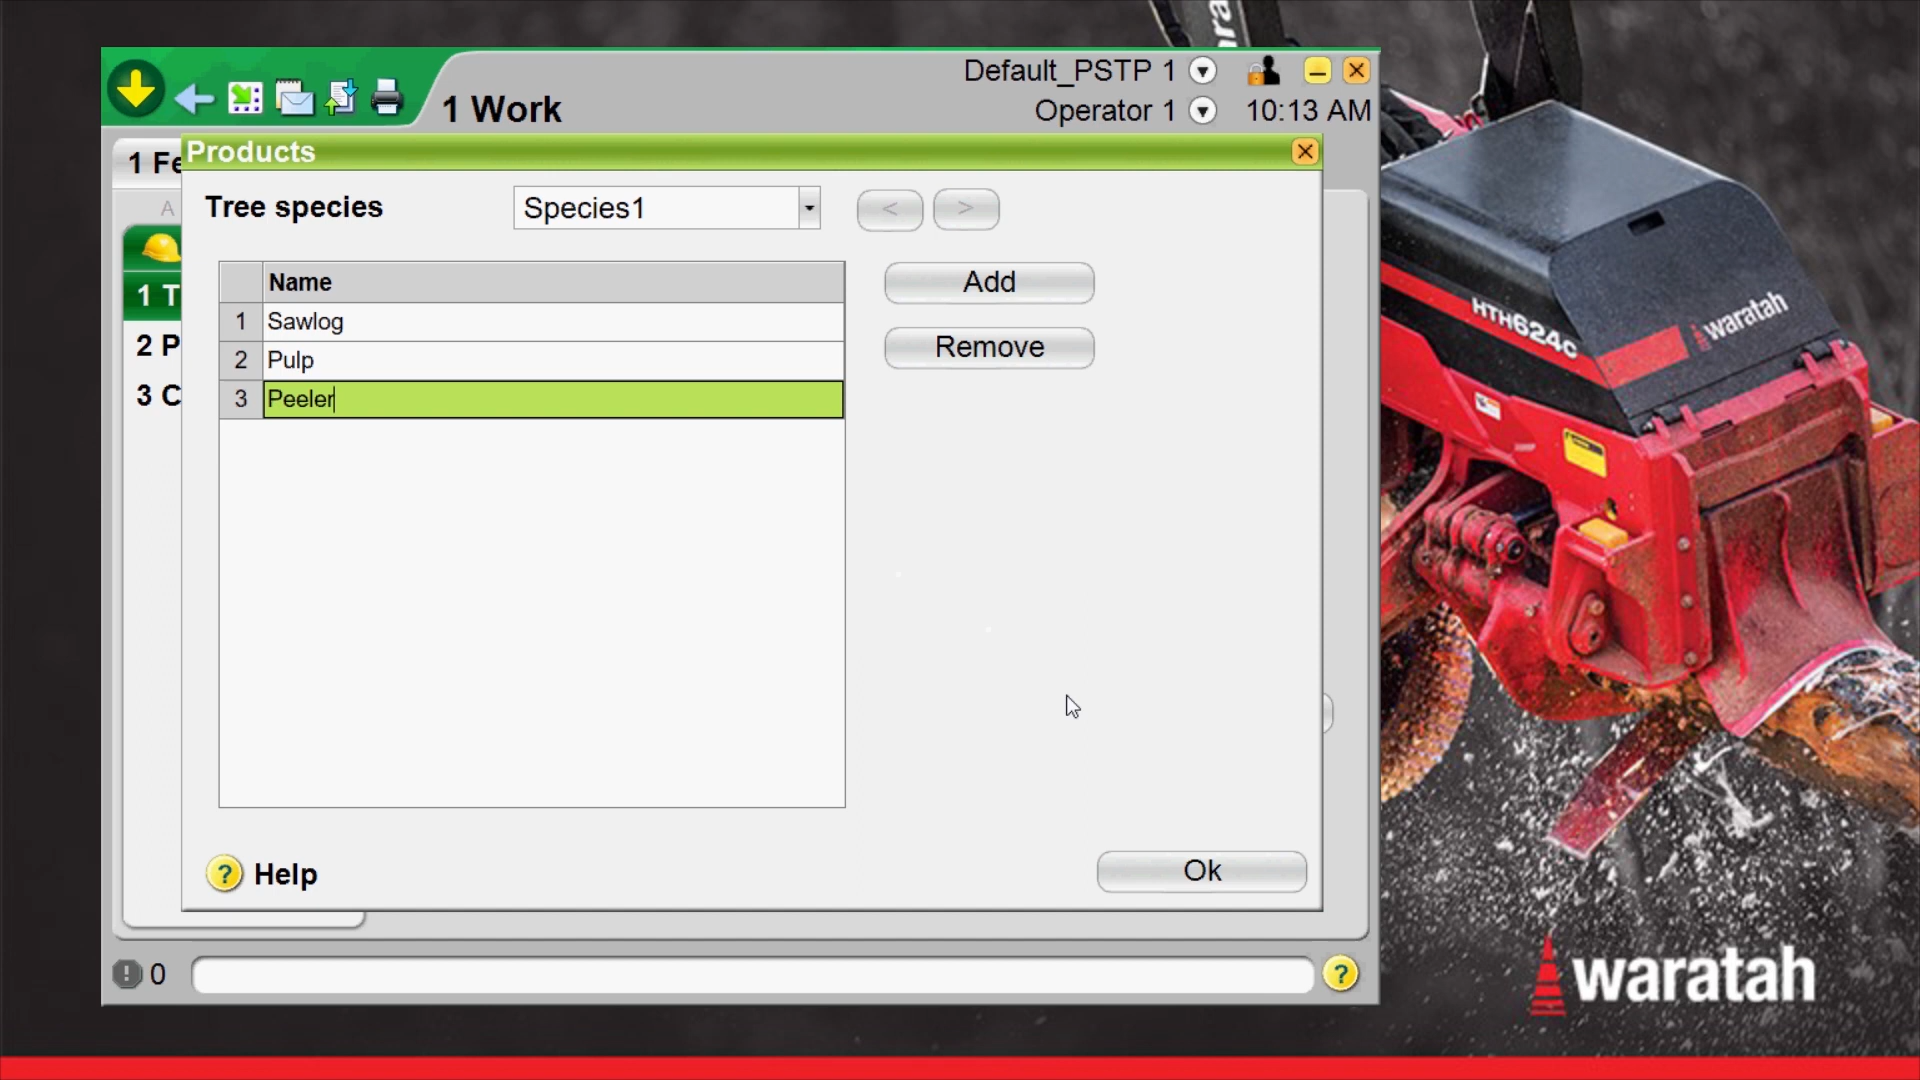 Default_PSTP 1
1 Work
Operator 1
10:13 AM
1 Fe
Products
A
Tree species
Species1
<
>
Name
Add
1 Sawlog
Remove
2 Pulp
3 Peeler
1 T
2 P
3 C
? Help
Ok
! 0
?
HTH624C
waratah
waratah